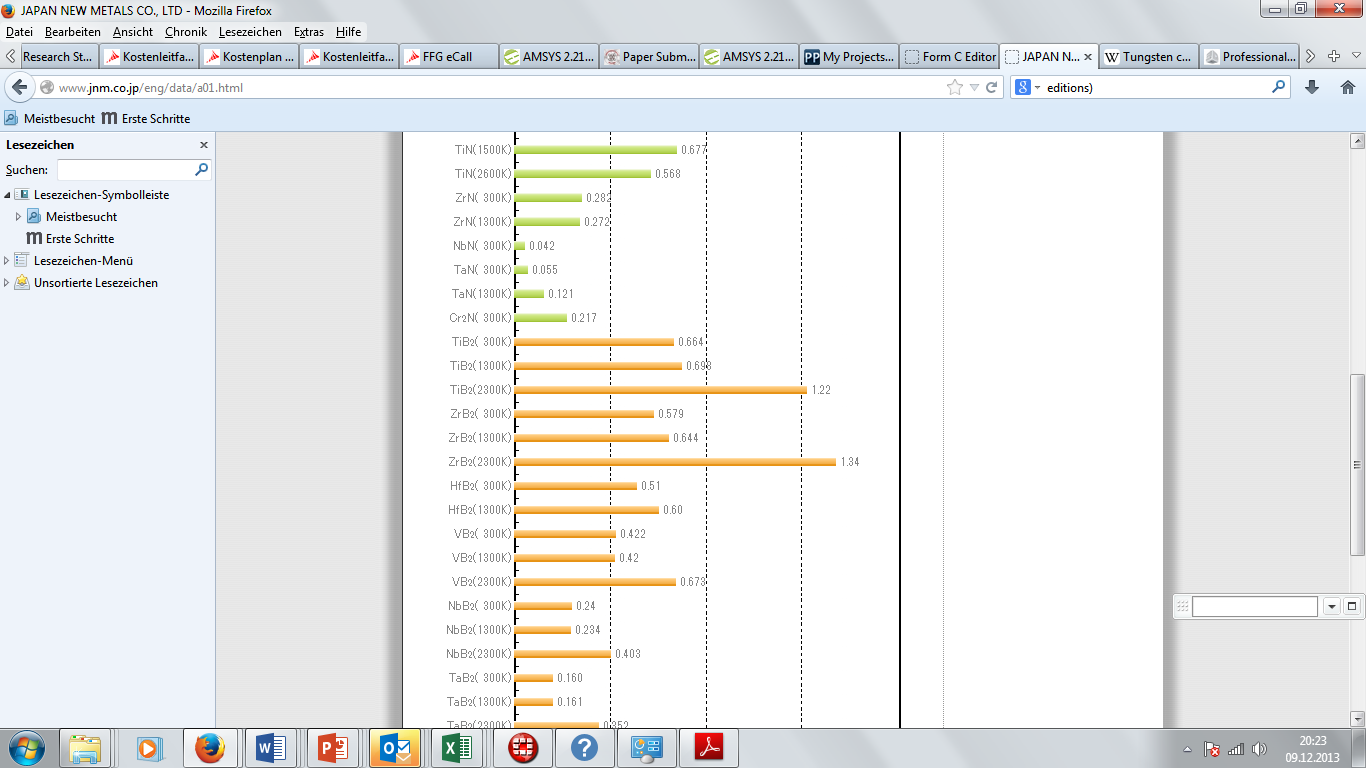 JAPAN NEW METALS CO., LTD - Mozilla Firefox
Datei Bearbeiten Ansicht Chronik Lesezeichen Extras Hilfe
Research St... Kostenleitfa... Kostenplan ... Kostenleitfa... FFG eCall AMSYS 2.21... Paper Subm... AMSYS 2.21... PP My Projects... Form C Editor JAPAN N... W Tungsten c... Professional...
www.jnm.co.jp/eng/data/a01.html
8 editions)
Meistbesucht m Erste Schritte
Lesezeichen
Suchen:
Lesezeichen-Symbolleiste
Meistbesucht
m Erste Schritte
Lesezeichen-Menü
Unsortierte Lesezeichen
TiN(1500K) 0.677
TiN(2600K) 0.568
ZrN( 300K) 0.282
ZrN(1300K) 0.272
NbN( 300K) 0.042
TaN( 300K) 0.055
TaN(1300K) 0.121
Cr2N( 300K) 0.217
TiB2( 300K) 0.664
TiB2(1300K) 0.698
TiB2(2300K) 1.22
ZrB2( 300K) 0.579
ZrB2(1300K) 0.644
ZrB2(2300K) 1.34
HfB2( 300K) 0.51
HfB2(1300K) 0.60
VB2( 300K) 0.422
VB2(1300K) 0.42
VB2(2300K) 0.673
NbB2( 300K) 0.24
NbB2(1300K) 0.234
NbB2(2300K) 0.403
TaB2( 300K) 0.160
TaB2(1300K) 0.161
TaB2(2300K) 0.352
20:23
09.12.2013